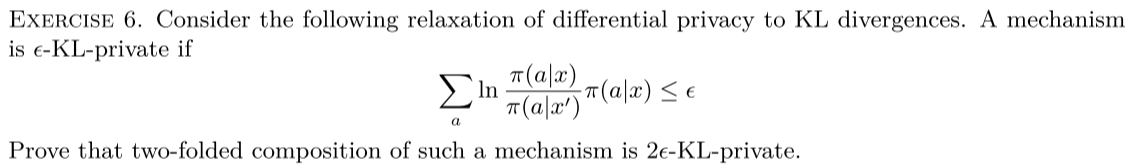 EXERCISE 6. Consider the following relaxation of differential privacy to KL divergences. A mechanism
is ϵ-KL-private if
∑_a ln π(a|x)/π(a|x′) π(a|x) ≤ ϵ
Prove that two-folded composition of such a mechanism is 2ϵ-KL-private.